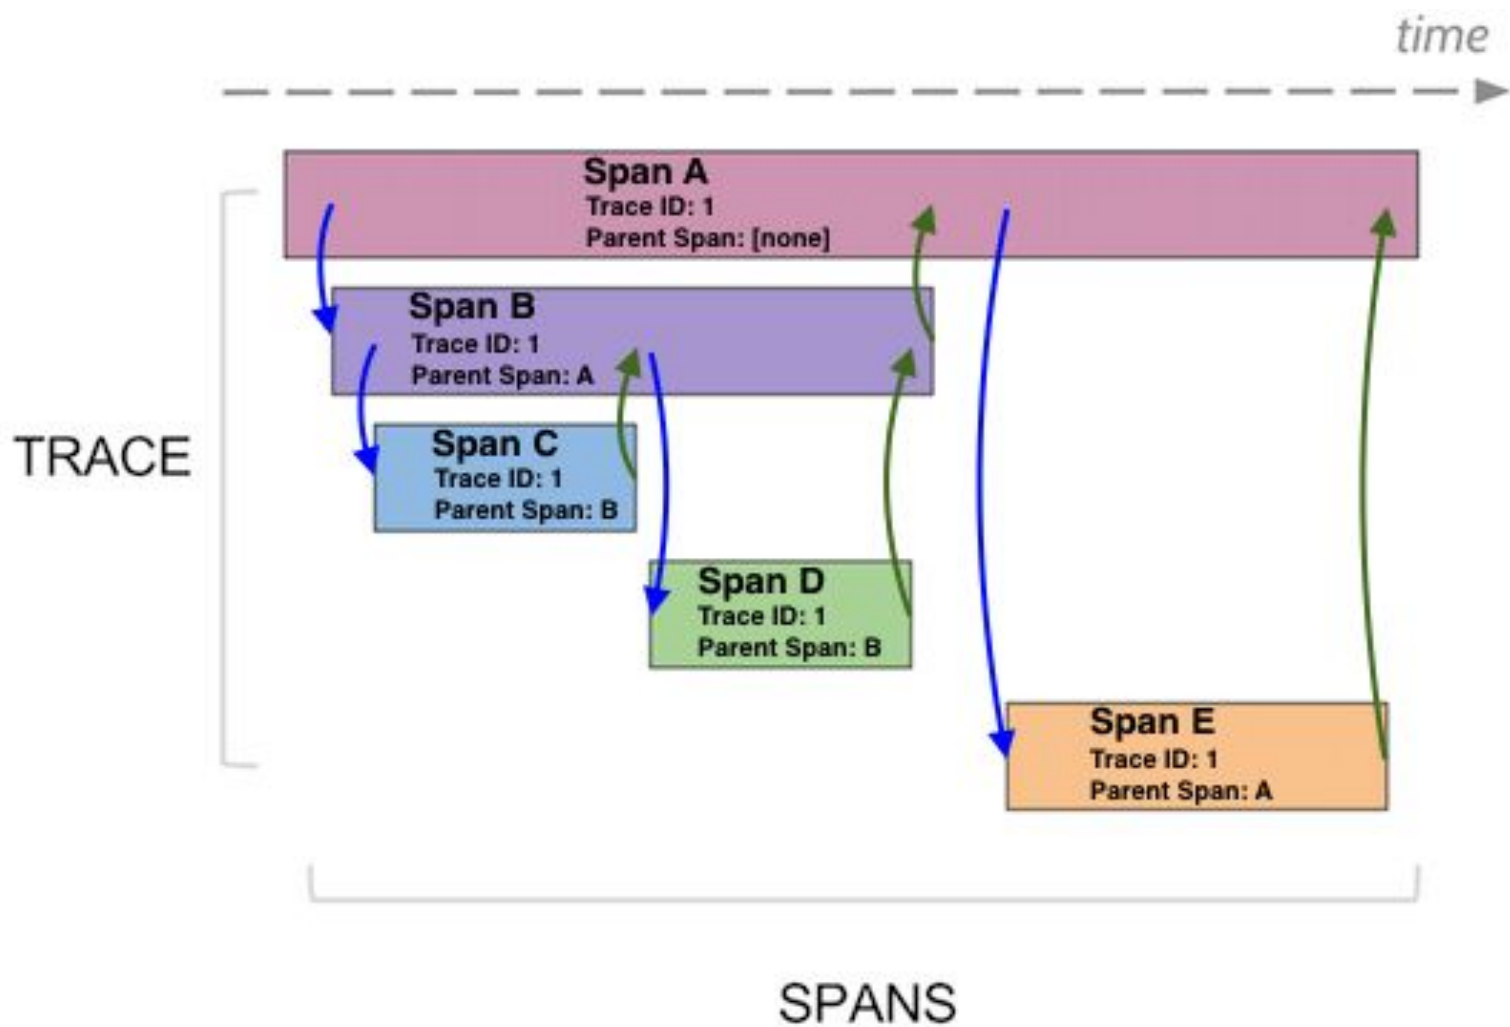 time
Span A
Trace ID: 1
Parent Span: [none]
Span B
Trace ID: 1
Parent Span: A
TRACE
Span C
Trace ID: 1
Parent Span: B
Span D
Trace ID: 1
Parent Span: B
Span E
Trace ID: 1
Parent Span: A
SPANS